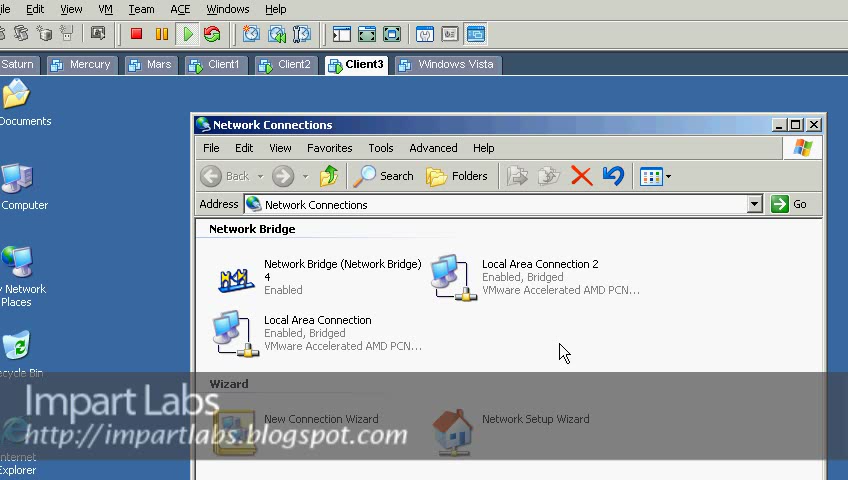 ile Edit View VM Team ACE Windows Help
Saturn Mercury Mars Client1 Client2 Client3 Windows Vista
Documents
Computer
y Network
Places
ecycle Bin
nternet
Explorer
Network Connections
File Edit View Favorites Tools Advanced Help
Back Search Folders
Address Network Connections Go
Network Bridge
Network Bridge (Network Bridge)
4
Enabled
Local Area Connection 2
Enabled, Bridged
VMware Accelerated AMD PCN...
Local Area Connection
Enabled, Bridged
VMware Accelerated AMD PCN...
Wizard
New Connection Wizard
Network Setup Wizard
Impart Labs
http://impartlabs.blogspot.com